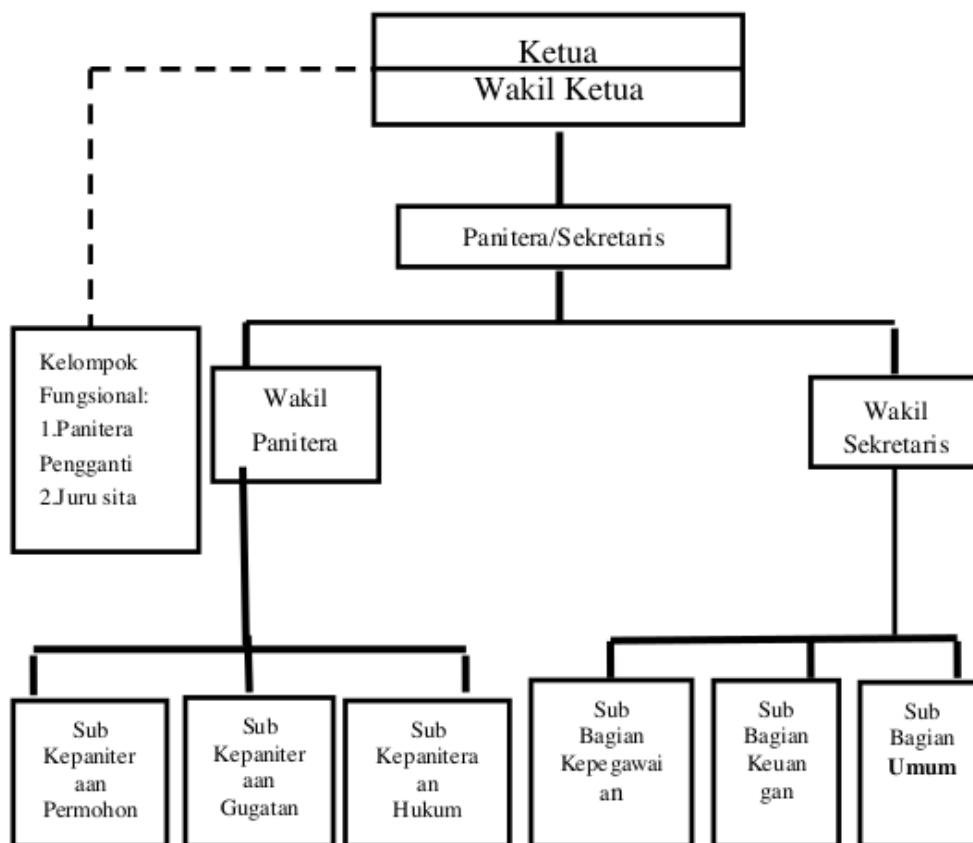 Ketua
Wakil Ketua
Panitera/Sekretaris
Kelompok
Fungsional:
1.Panitera
Pengganti
2.Juru sita
Wakil
Panitera
Wakil
Sekretaris
Sub
Kepaniter
aan
Permohon
Sub
Kepaniter
aan
Gugatan
Sub
Kepanitera
an
Hukum
Sub
Bagian
Kepegawai
an
Sub
Bagian
Keuan
gan
Sub
Bagian
Umum